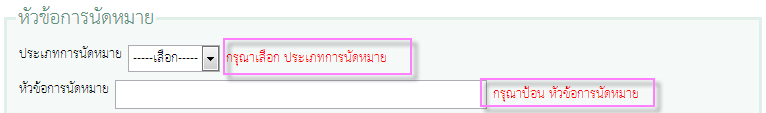 หัวข้อการนัดหมาย
ประเภทการนัดหมาย -----เลือก----- กรุณาเลือก ประเภทการนัดหมาย
หัวข้อการนัดหมาย กรุณาป้อน หัวข้อการนัดหมาย